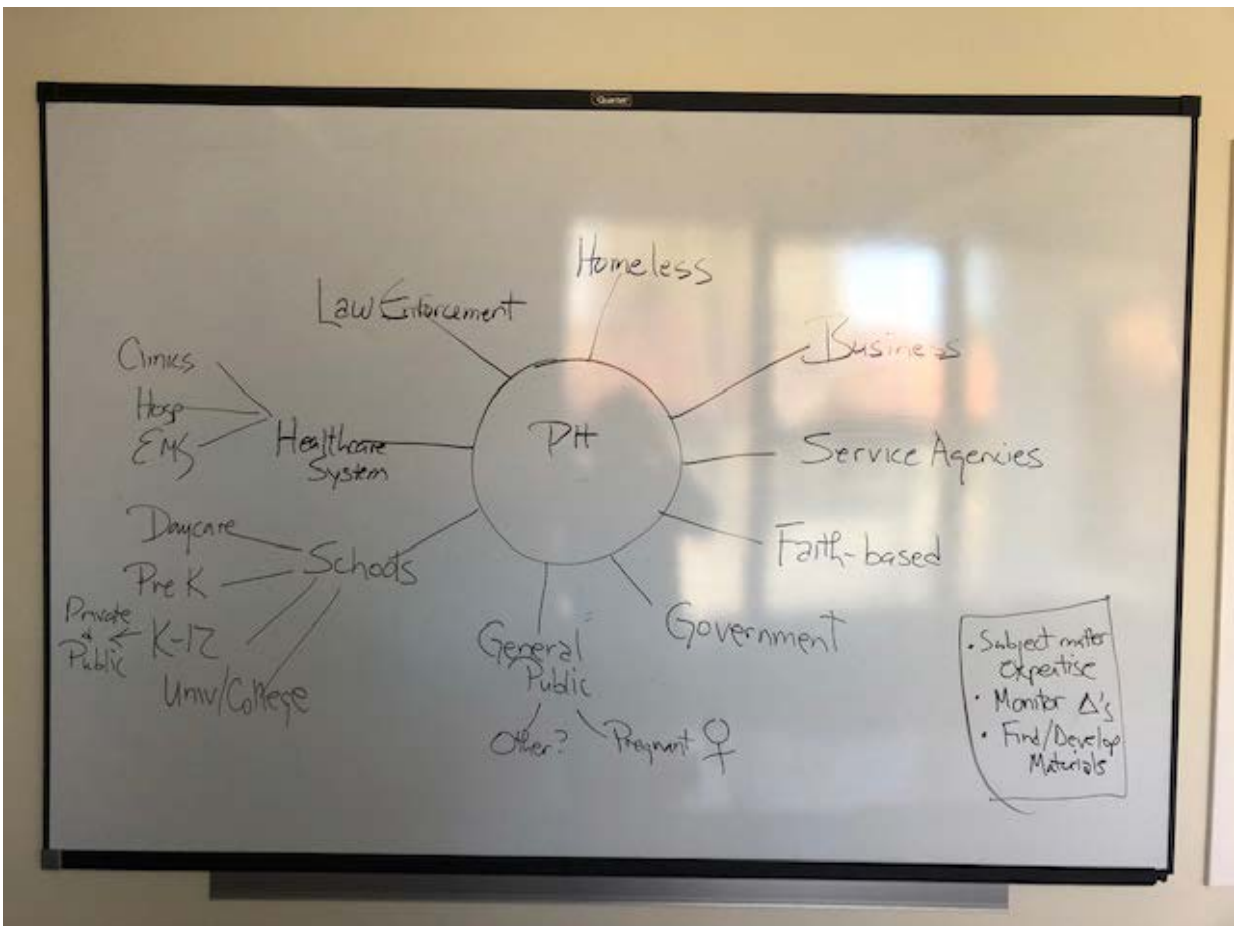 Quartet
Homeless
Law Enforcement
Business
Clinics
Hosp
EMS
Healthcare
System
PH
Service Agencies
Daycare
Pre K
Private
&
Public
K-12
Univ/College
Schools
Faith-based
Government
General
Public
Other?
Pregnant ♀
• Subject matter
expertise
• Monitor Δ's
• Find/Develop
Materials